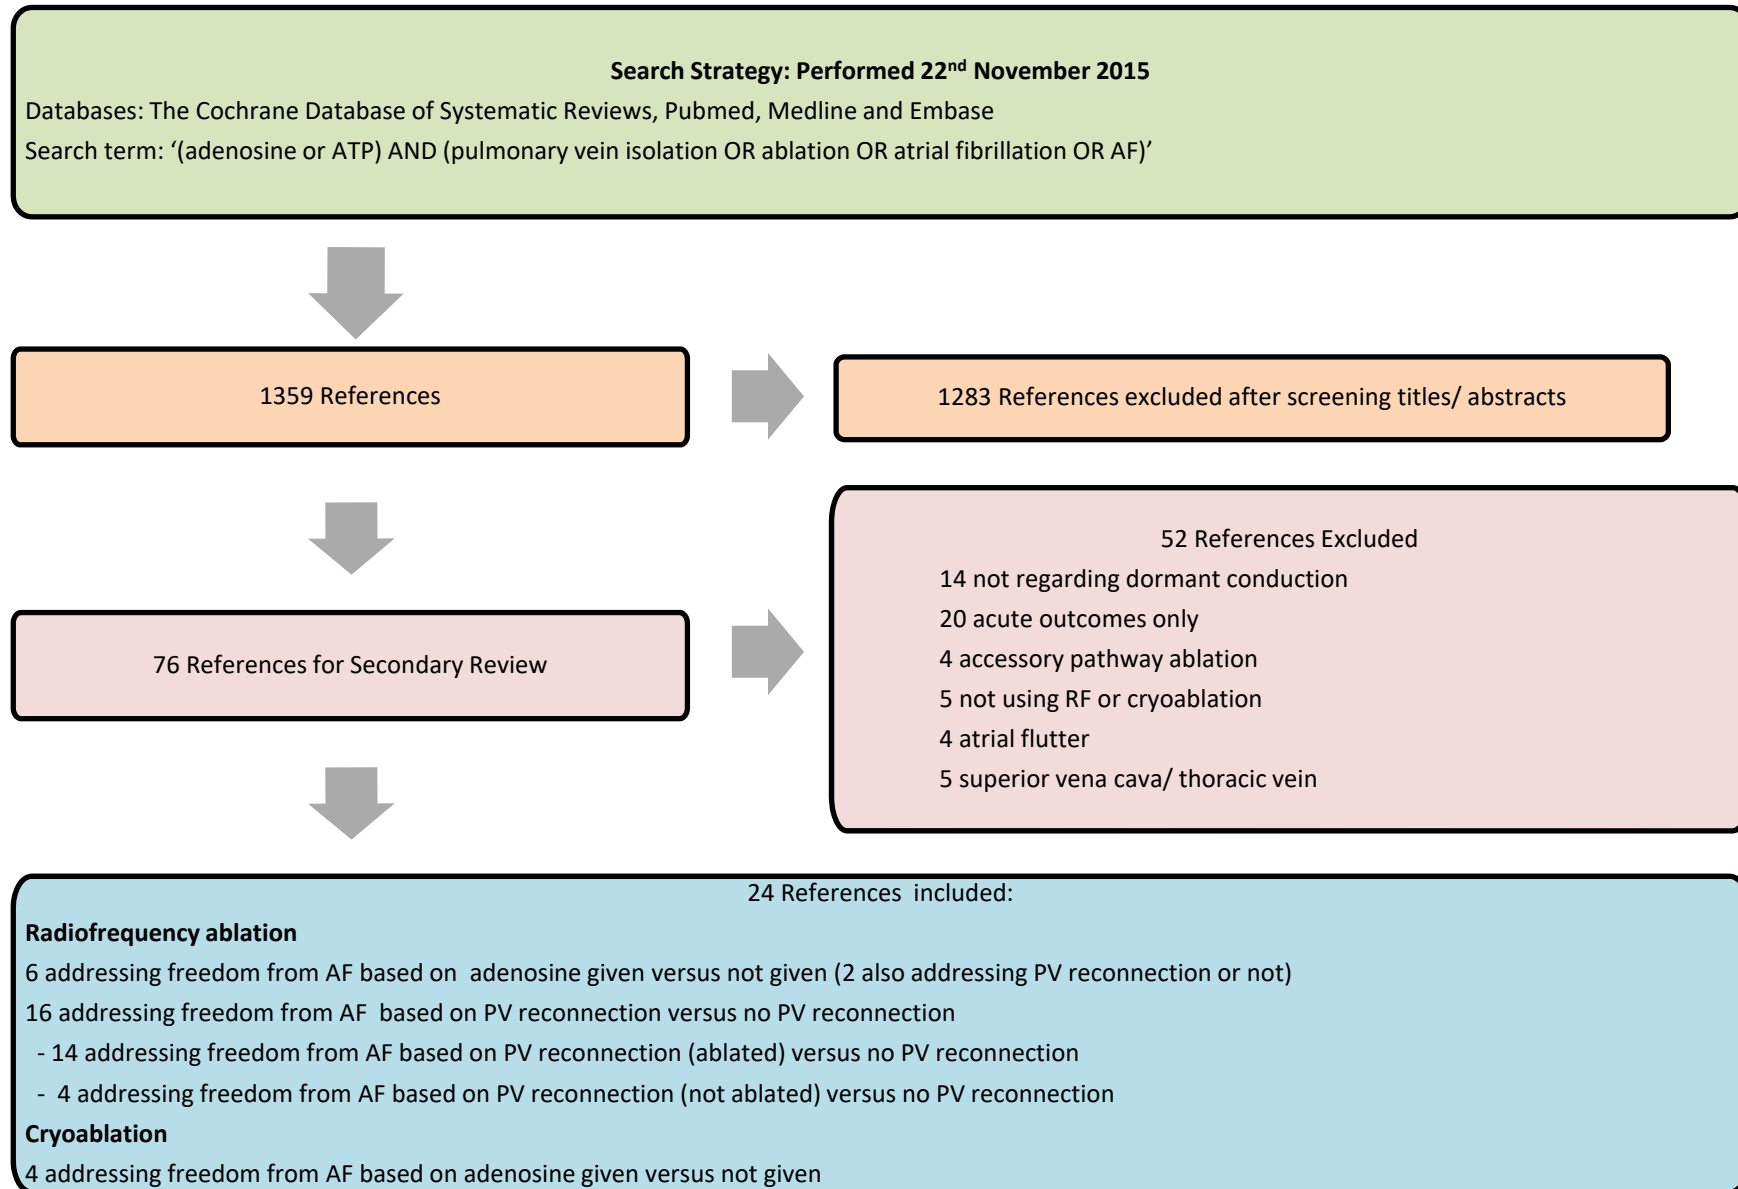 Search Strategy: Performed 22nd November 2015
Databases: The Cochrane Database of Systematic Reviews, Pubmed, Medline and Embase
Search term: ‘(adenosine or ATP) AND (pulmonary vein isolation OR ablation OR atrial fibrillation OR AF)’
1359 References
1283 References excluded after screening titles/ abstracts
76 References for Secondary Review
52 References Excluded
14 not regarding dormant conduction
20 acute outcomes only
4 accessory pathway ablation
5 not using RF or cryoablation
4 atrial flutter
5 superior vena cava/ thoracic vein
24 References included:
Radiofrequency ablation
6 addressing freedom from AF based on adenosine given versus not given (2 also addressing PV reconnection or not)
16 addressing freedom from AF based on PV reconnection versus no PV reconnection
- 14 addressing freedom from AF based on PV reconnection (ablated) versus no PV reconnection
- 4 addressing freedom from AF based on PV reconnection (not ablated) versus no PV reconnection
Cryoablation
4 addressing freedom from AF based on adenosine given versus not given